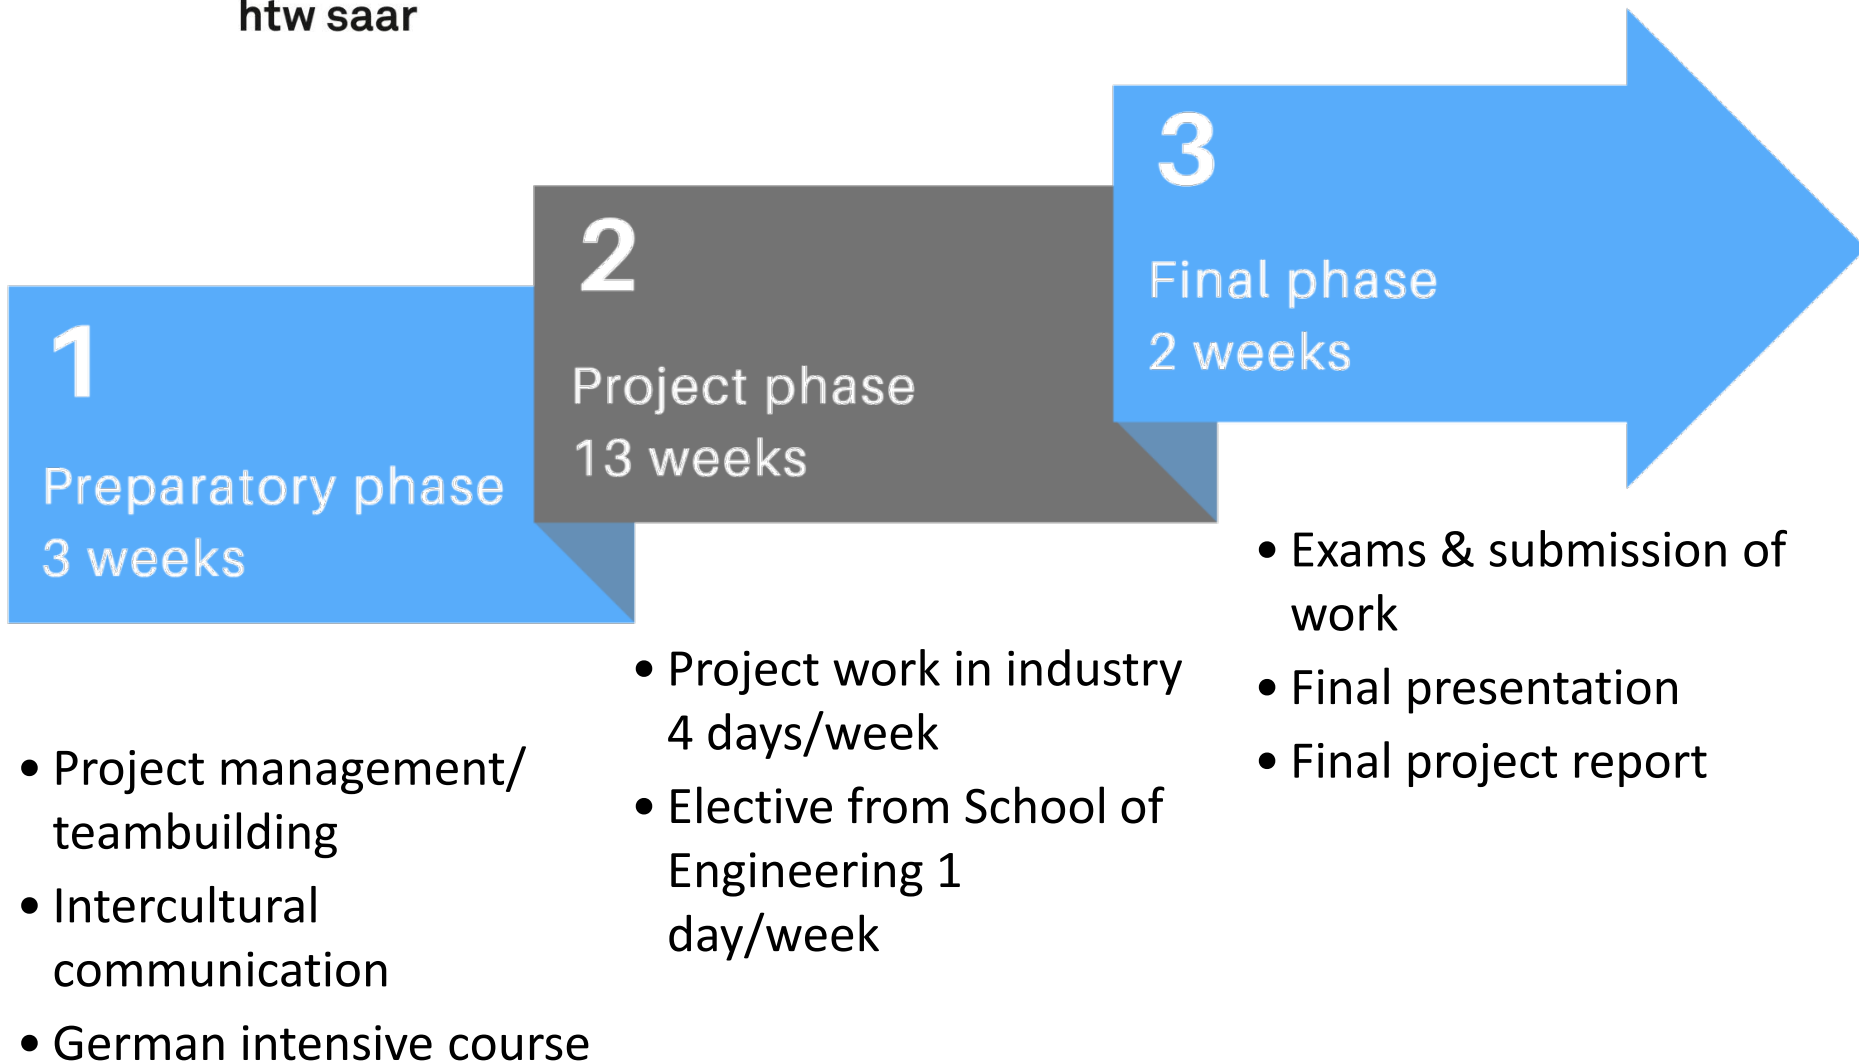 htw saar
1
Preparatory phase
3 weeks
• Project management/
teambuilding
• Intercultural
communication
• German intensive course
2
Project phase
13 weeks
• Project work in industry
4 days/week
• Elective from School of
Engineering 1
day/week
3
Final phase
2 weeks
• Exams & submission of
work
• Final presentation
• Final project report